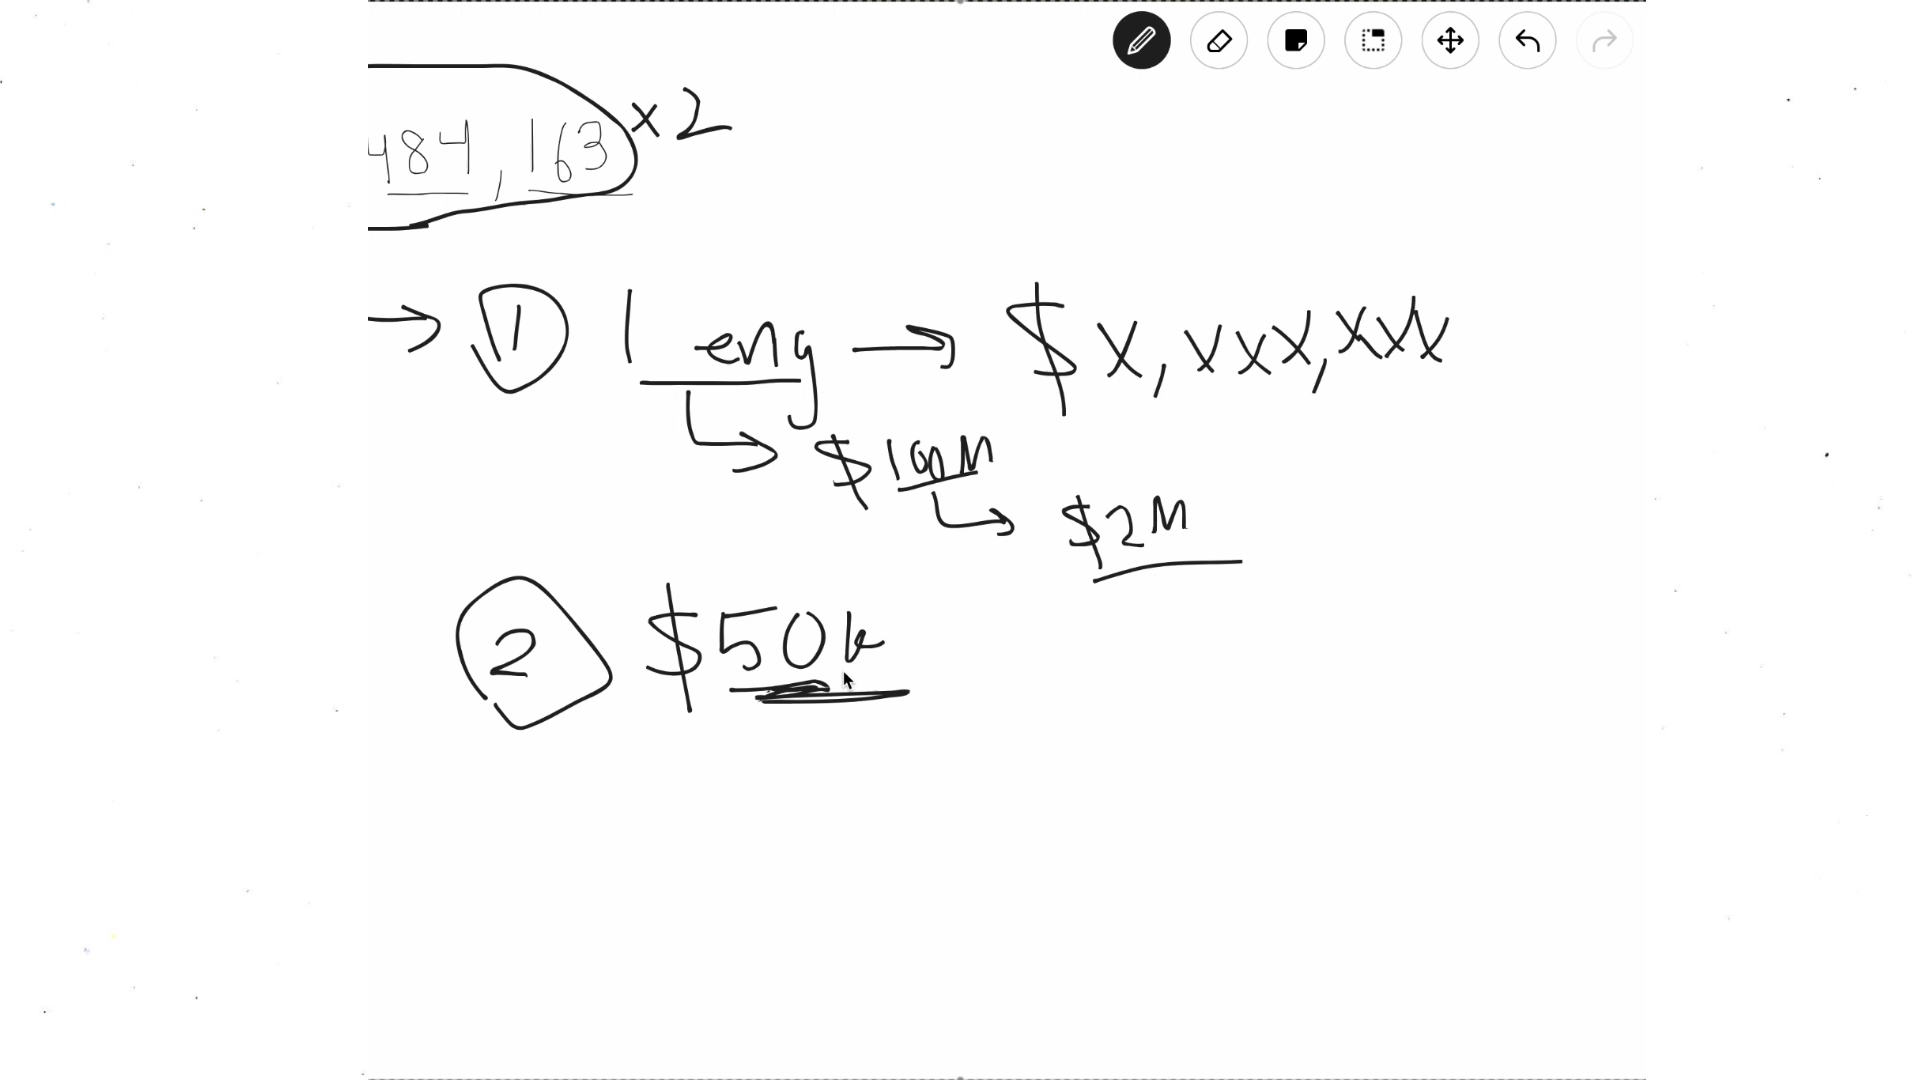 484, 163 x2
→ 1 1 eng → $ X, XXX, XXX
$100M
$2M
2 $50k